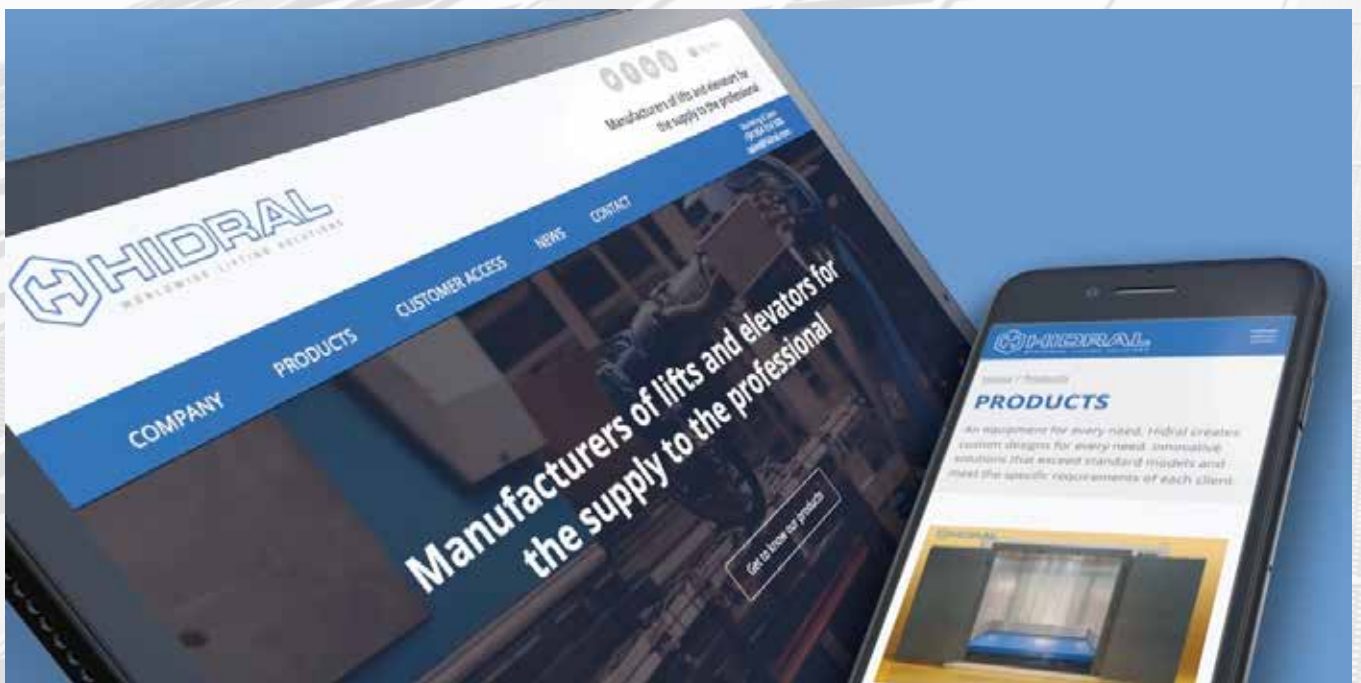 Manufacturers of lifts and elevators for
the supply to the professional
HIDRAL
WORLDWIDE LIFTING SOLUTIONS
COMPANY
PRODUCTS
CUSTOMER ACCESS
NEWS
CONTACT
Manufacturers of lifts and elevators for
the supply to the professional
Get to know our products
HIDRAL
Home / Products
PRODUCTS
An equipment for every need. Hidral creates
custom designs for every need. Innovative
solutions that exceed standard models and
meet the specific requirements of each client.
HIDRAL